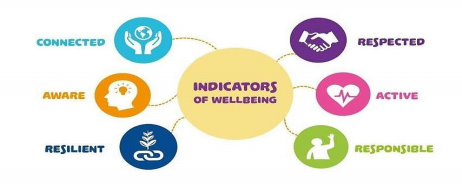 CONNECTED
RESPECTED
INDICATORS
OF WELLBEING
AWARE
ACTIVE
RESILIENT
RESPONSIBLE